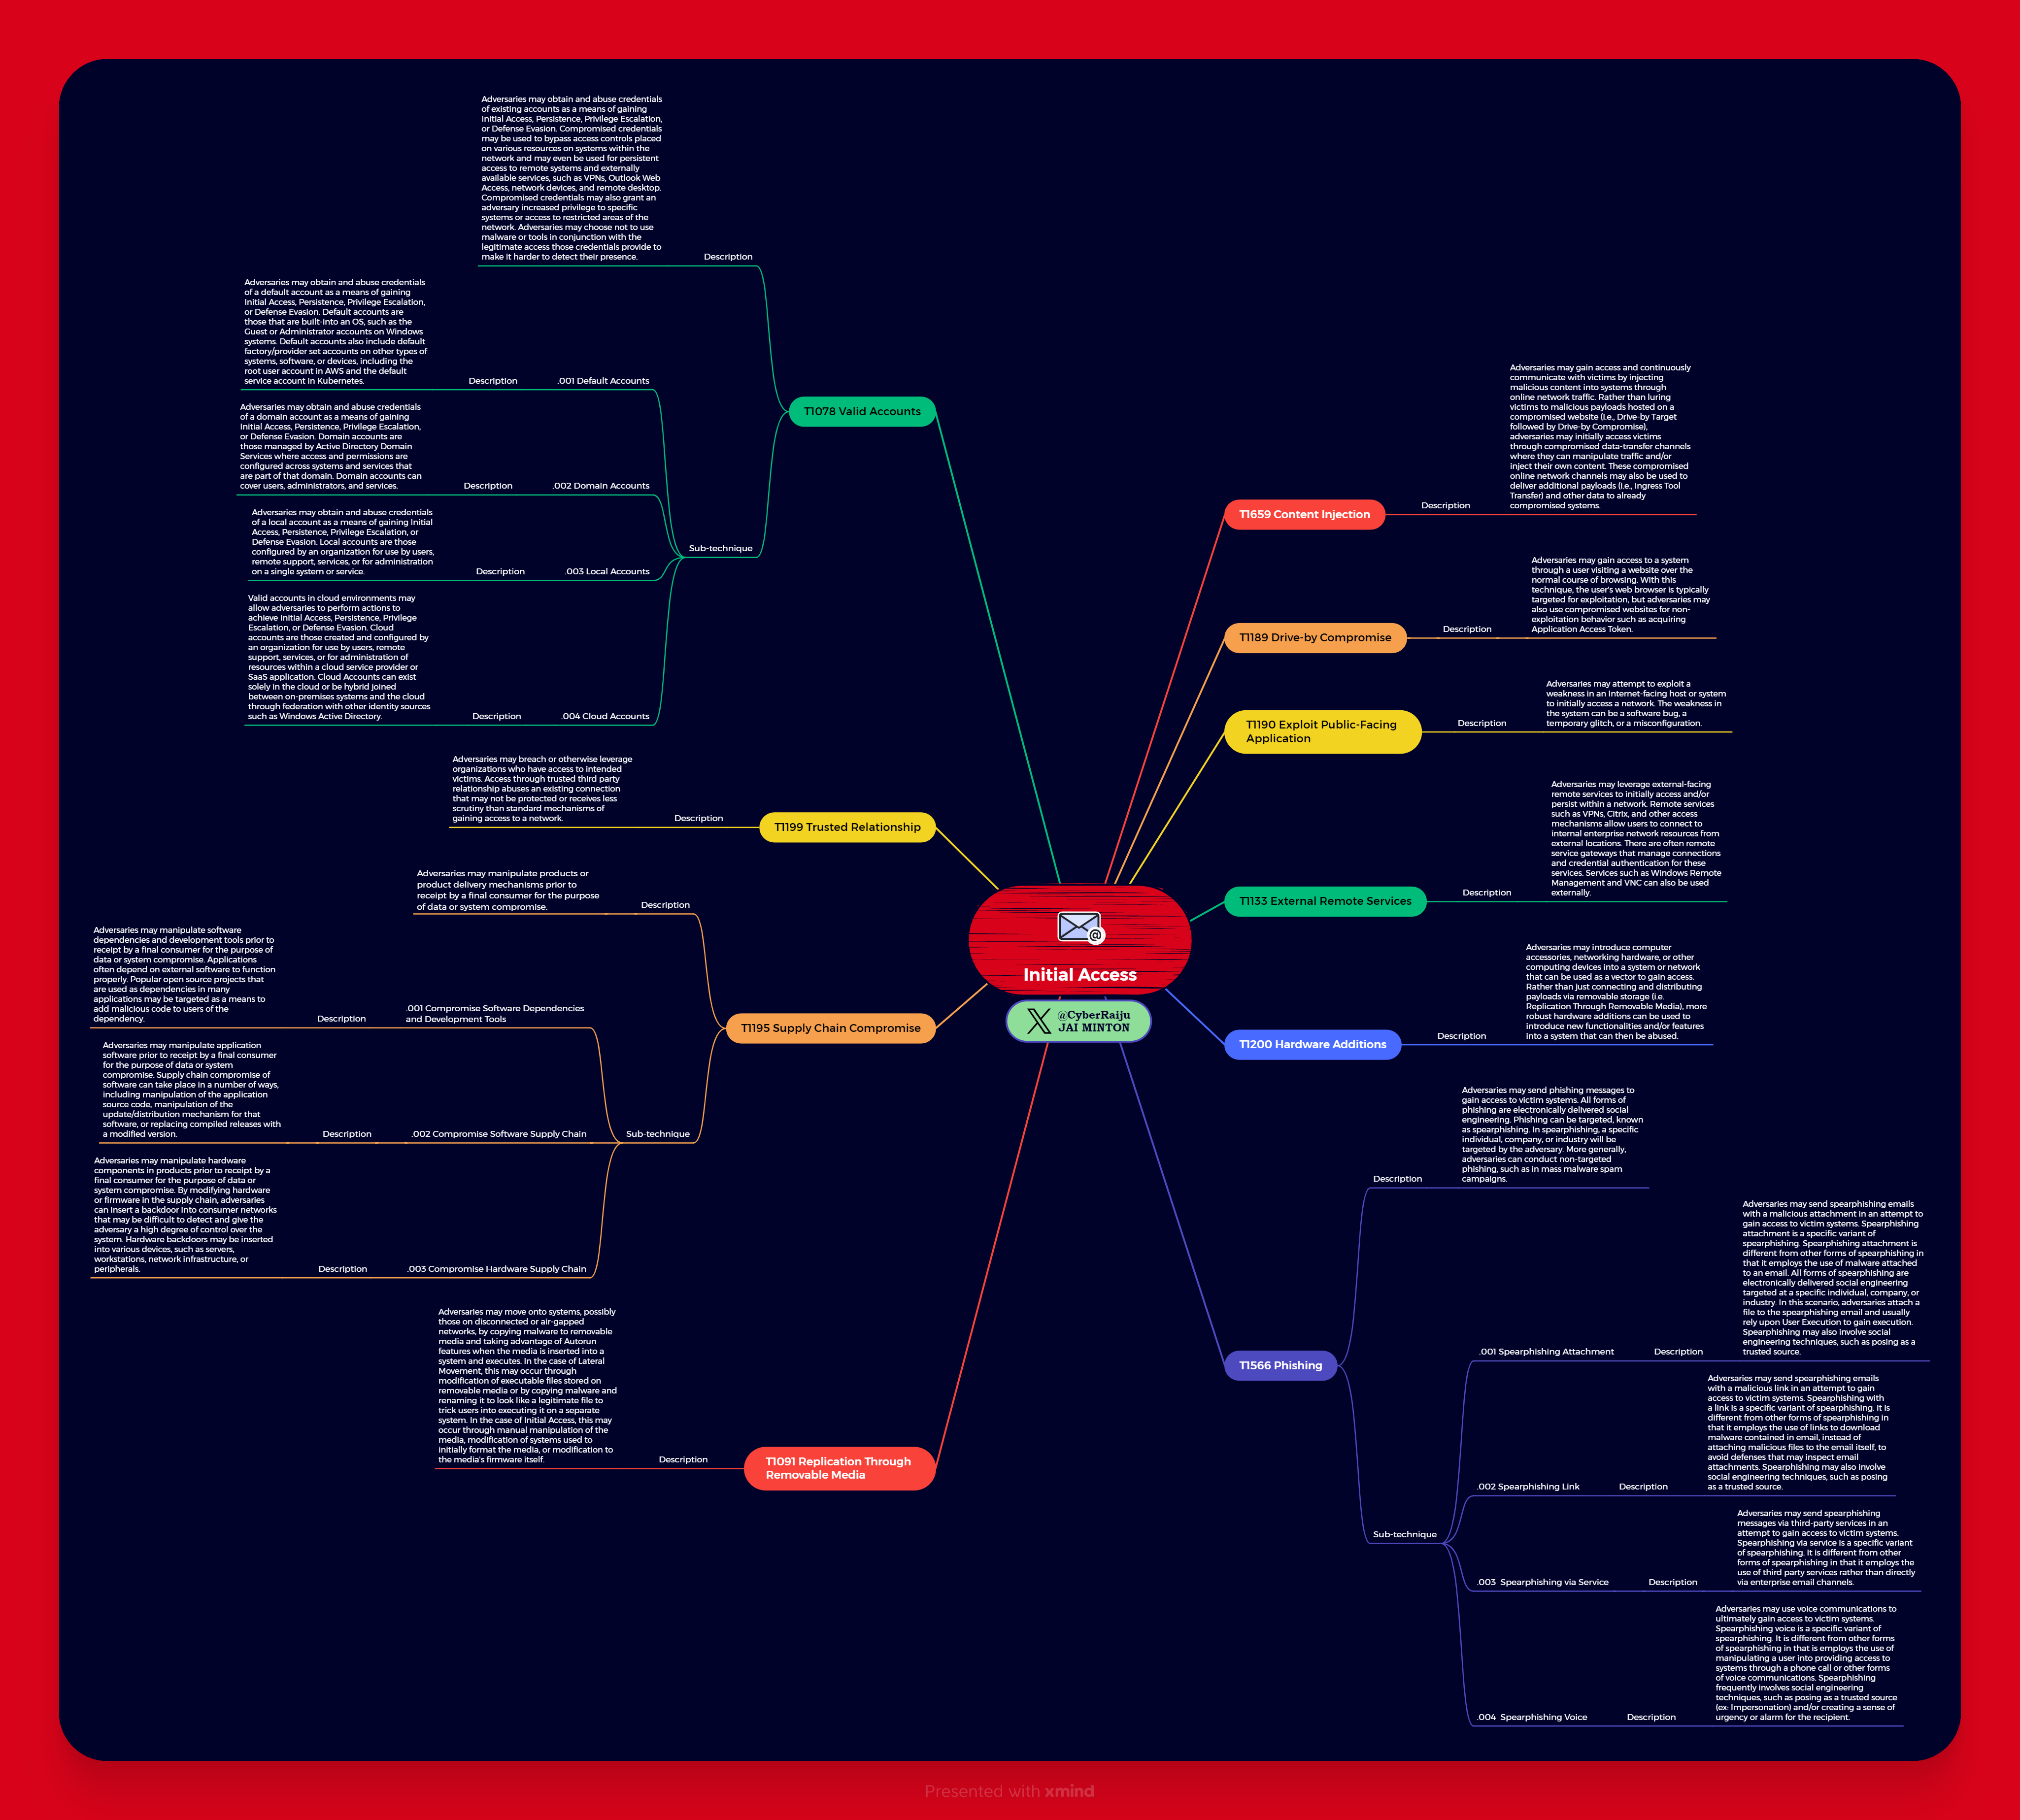 Initial Access
@CyberRaiju
JAI MINTON
T1659 Content Injection
Description
Adversaries may gain access and continuously
communicate with victims by injecting
malicious content into systems through
online network traffic. Rather than luring
victims to malicious payloads hosted on a
compromised website (i.e., Drive-by Target
followed by Drive-by Compromise),
adversaries may initially access victims
through compromised data-transfer channels
where they can manipulate traffic and/or
inject their own content. These compromised
online network channels may also be used to
deliver additional payloads (i.e., Ingress Tool
Transfer) and other data to already
compromised systems.
T1189 Drive-by Compromise
Description
Adversaries may gain access to a system
through a user visiting a website over the
normal course of browsing. With this
technique, the user's web browser is typically
targeted for exploitation, but adversaries may
also use compromised websites for non-
exploitation behavior such as acquiring
Application Access Token.
T1190 Exploit Public-Facing
Application
Description
Adversaries may attempt to exploit a
weakness in an Internet-facing host or system
to initially access a network. The weakness in
the system can be a software bug, a
temporary glitch, or a misconfiguration.
T1133 External Remote Services
Description
Adversaries may leverage external-facing
remote services to initially access and/or
persist within a network. Remote services
such as VPNs, Citrix, and other access
mechanisms allow users to connect to
internal enterprise network resources from
external locations. There are often remote
service gateways that manage connections
and credential authentication for these
services. Services such as Windows Remote
Management and VNC can also be used
externally.
T1200 Hardware Additions
Description
Adversaries may introduce computer
accessories, networking hardware, or other
computing devices into a system or network
that can be used as a vector to gain access.
Rather than just connecting and distributing
payloads via removable storage (i.e.
Replication Through Removable Media), more
robust hardware additions can be used to
introduce new functionalities and/or features
into a system that can then be abused.
T1566 Phishing
Description
Adversaries may send phishing messages to
gain access to victim systems. All forms of
phishing are electronically delivered social
engineering. Phishing can be targeted, known
as spearphishing. In spearphishing, a specific
individual, company, or industry will be
targeted by the adversary. More generally,
adversaries can conduct non-targeted
phishing, such as in mass malware spam
campaigns.
Sub-technique
.001 Spearphishing Attachment
Description
Adversaries may send spearphishing emails
with a malicious attachment in an attempt to
gain access to victim systems. Spearphishing
attachment is a specific variant of
spearphishing. Spearphishing attachment is
different from other forms of spearphishing in
that it employs the use of malware attached
to an email. All forms of spearphishing are
electronically delivered social engineering
targeted at a specific individual, company, or
industry. In this scenario, adversaries attach a
file to the spearphishing email and usually
rely upon User Execution to gain execution.
Spearphishing may also involve social
engineering techniques, such as posing as a
trusted source.
.002 Spearphishing Link
Description
Adversaries may send spearphishing emails
with a malicious link in an attempt to gain
access to victim systems. Spearphishing with
a link is a specific variant of spearphishing. It is
different from other forms of spearphishing in
that it employs the use of links to download
malware contained in email, instead of
attaching malicious files to the email itself, to
avoid defenses that may inspect email
attachments. Spearphishing may also involve
social engineering techniques, such as posing
as a trusted source.
.003 Spearphishing via Service
Description
Adversaries may send spearphishing
messages via third-party services in an
attempt to gain access to victim systems.
Spearphishing via service is a specific variant
of spearphishing. It is different from other
forms of spearphishing in that it employs the
use of third party services rather than directly
via enterprise email channels.
.004 Spearphishing Voice
Description
Adversaries may use voice communications to
ultimately gain access to victim systems.
Spearphishing voice is a specific variant of
spearphishing. It is different from other forms
of spearphishing in that is employs the use of
manipulating a user into providing access to
systems through a phone call or other forms
of voice communications. Spearphishing
frequently involves social engineering
techniques, such as posing as a trusted source
(ex: Impersonation) and/or creating a sense of
urgency or alarm for the recipient.
T1078 Valid Accounts
Description
Adversaries may obtain and abuse credentials
of existing accounts as a means of gaining
Initial Access, Persistence, Privilege Escalation,
or Defense Evasion. Compromised credentials
may be used to bypass access controls placed
on various resources on systems within the
network and may even be used for persistent
access to remote systems and externally
available services, such as VPNs, Outlook Web
Access, network devices, and remote desktop.
Compromised credentials may also grant an
adversary increased privilege to specific
systems or access to restricted areas of the
network. Adversaries may choose not to use
malware or tools in conjunction with the
legitimate access those credentials provide to
make it harder to detect their presence.
Sub-technique
.001 Default Accounts
Description
Adversaries may obtain and abuse credentials
of a default account as a means of gaining
Initial Access, Persistence, Privilege Escalation,
or Defense Evasion. Default accounts are
those that are built-into an OS, such as the
Guest or Administrator accounts on Windows
systems. Default accounts also include default
factory/provider set accounts on other types of
systems, software, or devices, including the
root user account in AWS and the default
service account in Kubernetes.
.002 Domain Accounts
Description
Adversaries may obtain and abuse credentials
of a domain account as a means of gaining
Initial Access, Persistence, Privilege Escalation,
or Defense Evasion. Domain accounts are
those managed by Active Directory Domain
Services where access and permissions are
configured across systems and services that
are part of that domain. Domain accounts can
cover users, administrators, and services.
.003 Local Accounts
Description
Adversaries may obtain and abuse credentials
of a local account as a means of gaining Initial
Access, Persistence, Privilege Escalation, or
Defense Evasion. Local accounts are those
configured by an organization for use by users,
remote support, services, or for administration
on a single system or service.
.004 Cloud Accounts
Description
Valid accounts in cloud environments may
allow adversaries to perform actions to
achieve Initial Access, Persistence, Privilege
Escalation, or Defense Evasion. Cloud
accounts are those created and configured by
an organization for use by users, remote
support, services, or for administration of
resources within a cloud service provider or
SaaS application. Cloud Accounts can exist
solely in the cloud or be hybrid joined
between on-premises systems and the cloud
through federation with other identity sources
such as Windows Active Directory.
T1199 Trusted Relationship
Description
Adversaries may breach or otherwise leverage
organizations who have access to intended
victims. Access through trusted third party
relationship abuses an existing connection
that may not be protected or receives less
scrutiny than standard mechanisms of
gaining access to a network.
T1195 Supply Chain Compromise
Description
Adversaries may manipulate products or
product delivery mechanisms prior to
receipt by a final consumer for the purpose
of data or system compromise.
Sub-technique
.001 Compromise Software Dependencies
and Development Tools
Description
Adversaries may manipulate software
dependencies and development tools prior to
receipt by a final consumer for the purpose of
data or system compromise. Applications
often depend on external software to function
properly. Popular open source projects that
are used as dependencies in many
applications may be targeted as a means to
add malicious code to users of the
dependency.
.002 Compromise Software Supply Chain
Description
Adversaries may manipulate application
software prior to receipt by a final consumer
for the purpose of data or system
compromise. Supply chain compromise of
software can take place in a number of ways,
including manipulation of the application
source code, manipulation of the
update/distribution mechanism for that
software, or replacing compiled releases with
a modified version.
.003 Compromise Hardware Supply Chain
Description
Adversaries may manipulate hardware
components in products prior to receipt by a
final consumer for the purpose of data or
system compromise. By modifying hardware
or firmware in the supply chain, adversaries
can insert a backdoor into consumer networks
that may be difficult to detect and give the
adversary a high degree of control over the
system. Hardware backdoors may be inserted
into various devices, such as servers,
workstations, network infrastructure, or
peripherals.
T1091 Replication Through
Removable Media
Description
Adversaries may move onto systems, possibly
those on disconnected or air-gapped
networks, by copying malware to removable
media and taking advantage of Autorun
features when the media is inserted into a
system and executes. In the case of Lateral
Movement, this may occur through
modification of executable files stored on
removable media or by copying malware and
renaming it to look like a legitimate file to
trick users into executing it on a separate
system. In the case of Initial Access, this may
occur through manual manipulation of the
media, modification of systems used to
initially format the media, or modification to
the media's firmware itself.
Presented with xmind